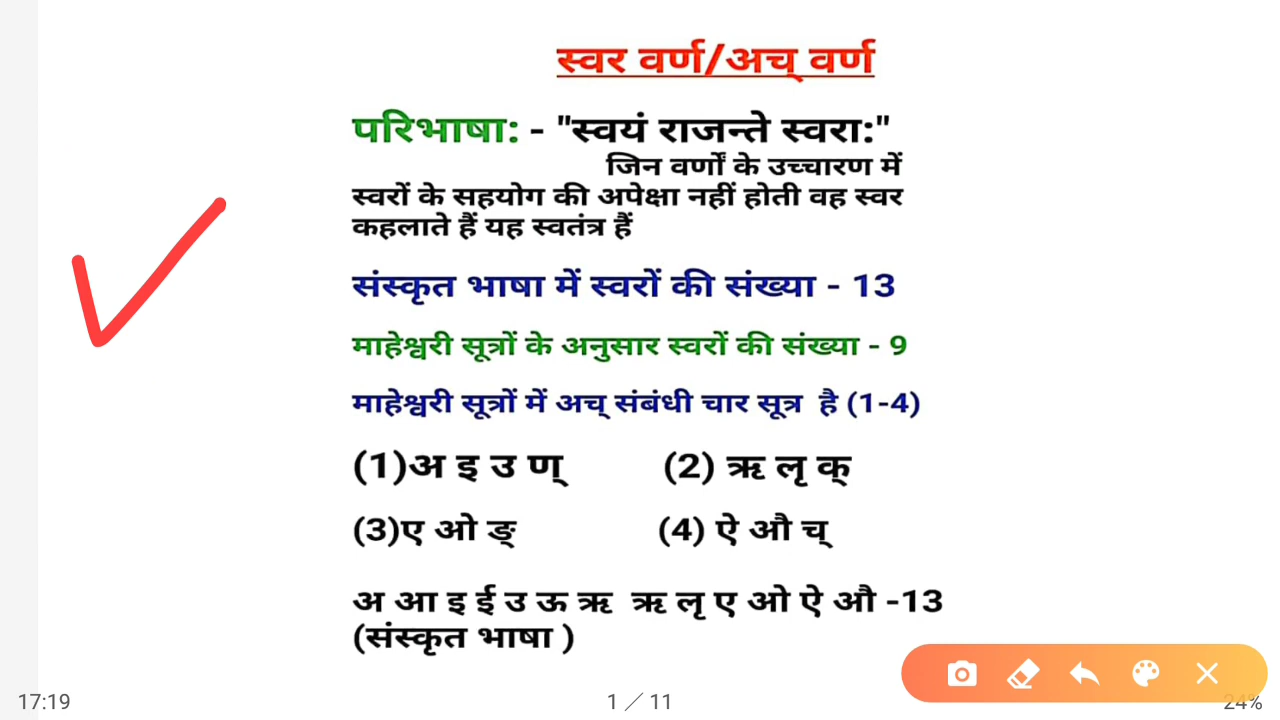 स्वर वर्ण/अच् वर्ण
परिभाषा: - "स्वयं राजन्ते स्वरा:"
जिन वर्णों के उच्चारण में
स्वरों के सहयोग की अपेक्षा नहीं होती वह स्वर
कहलाते हैं यह स्वतंत्र हैं
संस्कृत भाषा में स्वरों की संख्या - 13
माहेश्वरी सूत्रों के अनुसार स्वरों की संख्या - 9
माहेश्वरी सूत्रों में अच् संबंधी चार सूत्र है (1-4)
(1)अ इ उ ण् (2) ऋ लृ क्
(3)ए ओ ङ् (4) ऐ औ च्
अ आ इ ई उ ऊ ऋ ऋ लृ ए ओ ऐ औ -13
(संस्कृत भाषा )
17:19 1 / 11 24%